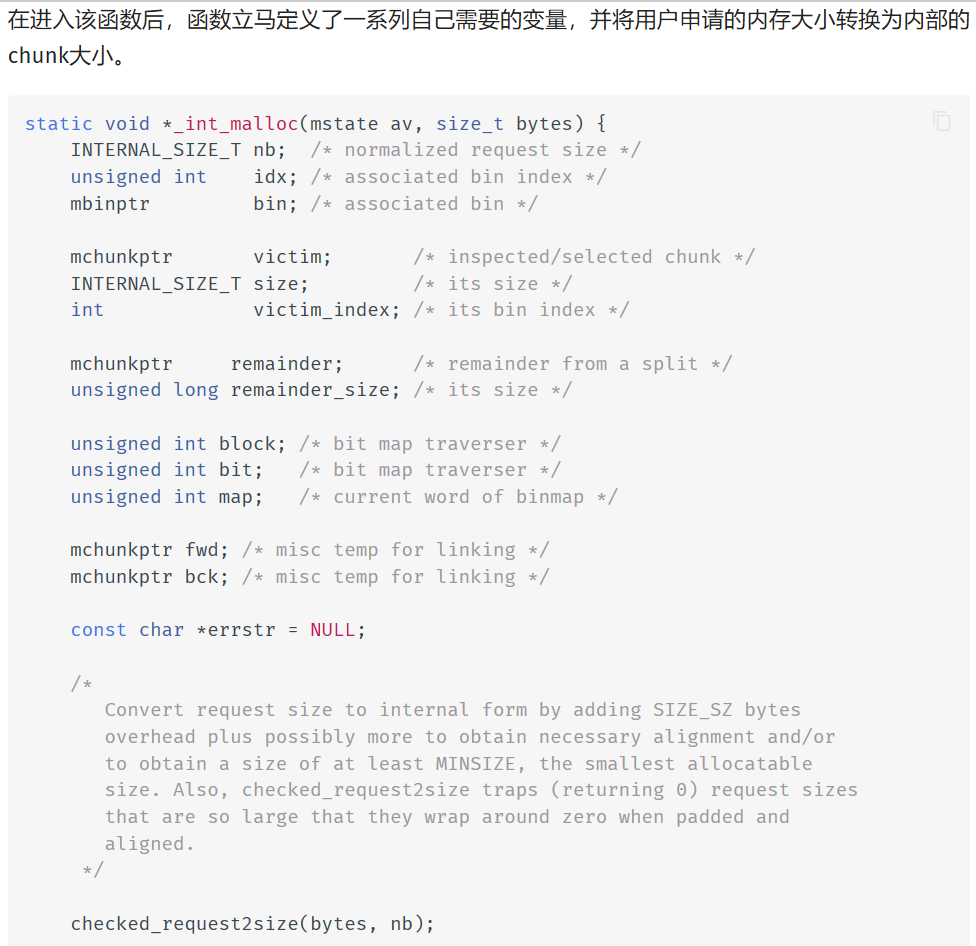 在进入该函数后，函数立马定义了一系列自己需要的变量，并将用户申请的内存大小转换为内部的
chunk大小。
static void *_int_malloc(mstate av, size_t bytes) {
    INTERNAL_SIZE_T nb;  /* normalized request size */
    unsigned int    idx; /* associated bin index */
    mbinptr         bin; /* associated bin */

    mchunkptr       victim;       /* inspected/selected chunk */
    INTERNAL_SIZE_T size;         /* its size */
    int             victim_index; /* its bin index */

    mchunkptr     remainder;      /* remainder from a split */
    unsigned long remainder_size; /* its size */

    unsigned int block; /* bit map traverser */
    unsigned int bit;   /* bit map traverser */
    unsigned int map;   /* current word of binmap */

    mchunkptr fwd; /* misc temp for linking */
    mchunkptr bck; /* misc temp for linking */

    const char *errstr = NULL;

    /*
       Convert request size to internal form by adding SIZE_SZ bytes
       overhead plus possibly more to obtain necessary alignment and/or
       to obtain a size of at least MINSIZE, the smallest allocatable
       size. Also, checked_request2size traps (returning 0) request sizes
       that are so large that they wrap around zero when padded and
       aligned.
     */

    checked_request2size(bytes, nb);